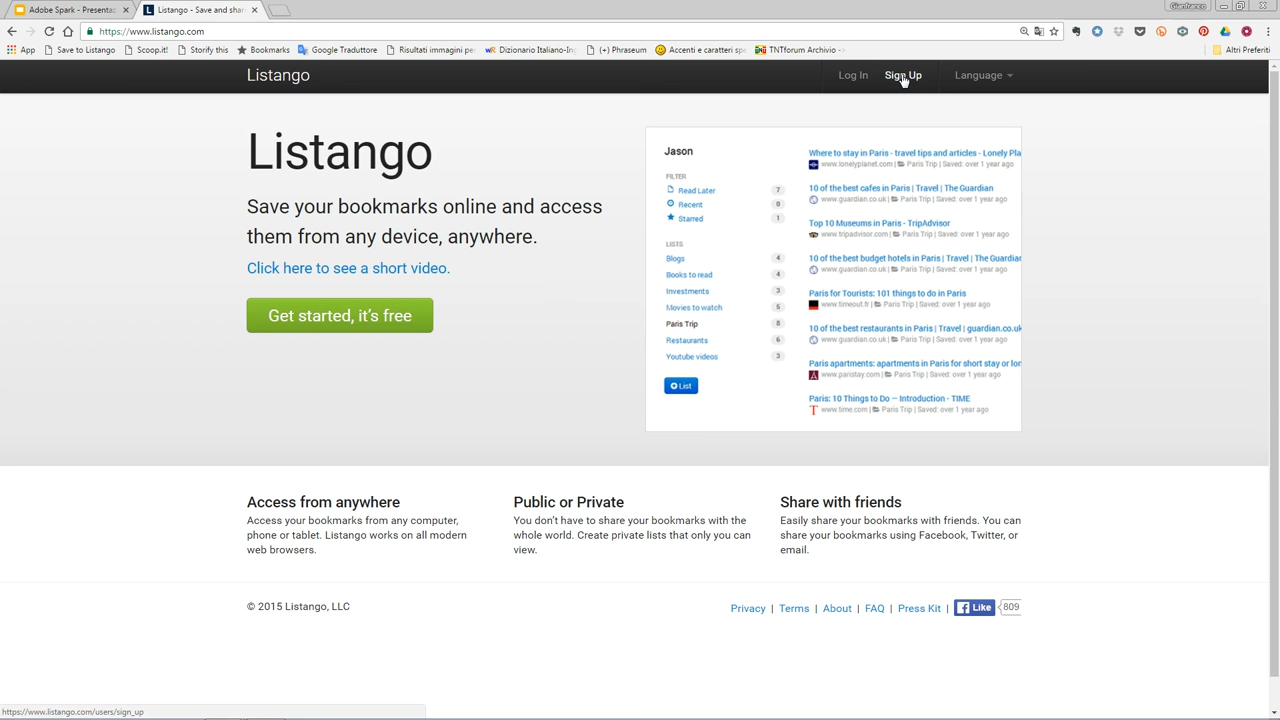 Adobe Spark - Presentaz
Listango - Save and shar
Gianfranco
https://www.listango.com
App
Save to Listango
Scoop.it!
Storify this
Bookmarks
Google Traduttore
Risultati immagini pe
Dizionario Italiano-In
(+) Phraseum
Accenti e caratteri spe
TNTforum Archivio ->
Altri Preferiti
Listango
Log In
Sign Up
Language
Listango
Save your bookmarks online and access
them from any device, anywhere.
Click here to see a short video.
Get started, it's free
Jason
FILTER
Read Later 7
Recent 0
Starred 1
LISTS
Blogs 4
Books to read 4
Investments 3
Movies to watch 5
Paris Trip 8
Restaurants 6
Youtube videos 3
List
Where to stay in Paris - travel tips and articles - Lonely Pla
www.lonelyplanet.com | Paris Trip | Saved: over 1 year ago
10 of the best cafes in Paris | Travel | The Guardian
www.guardian.co.uk | Paris Trip | Saved: over 1 year ago
Top 10 Museums in Paris - TripAdvisor
www.tripadvisor.com | Paris Trip | Saved: over 1 year ago
10 of the best budget hotels in Paris | Travel | The Guardian
www.guardian.co.uk | Paris Trip | Saved: over 1 year ago
Paris for Tourists: 101 things to do in Paris
www.timeout.fr | Paris Trip | Saved: over 1 year ago
10 of the best restaurants in Paris | Travel | guardian.co.uk
www.guardian.co.uk | Paris Trip | Saved: over 1 year ago
Paris apartments: apartments in Paris for short stay or lon
www.paristay.com | Paris Trip | Saved: over 1 year ago
Paris: 10 Things to Do — Introduction - TIME
www.time.com | Paris Trip | Saved: over 1 year ago
Access from anywhere
Access your bookmarks from any computer,
phone or tablet. Listango works on all modern
web browsers.
Public or Private
You don't have to share your bookmarks with the
whole world. Create private lists that only you can
view.
Share with friends
Easily share your bookmarks with friends. You can
share your bookmarks using Facebook, Twitter, or
email.
© 2015 Listango, LLC
Privacy | Terms | About | FAQ | Press Kit |
Like 809
https://www.listango.com/users/sign_up